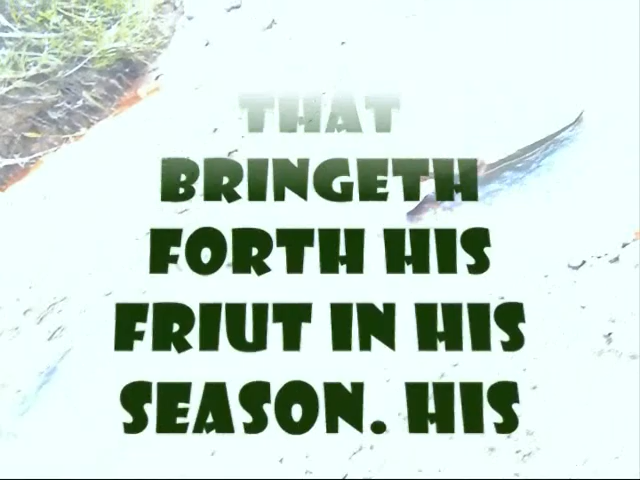 THAT
BRINGETH
FORTH HIS
FRIUT IN HIS
SEASON. HIS